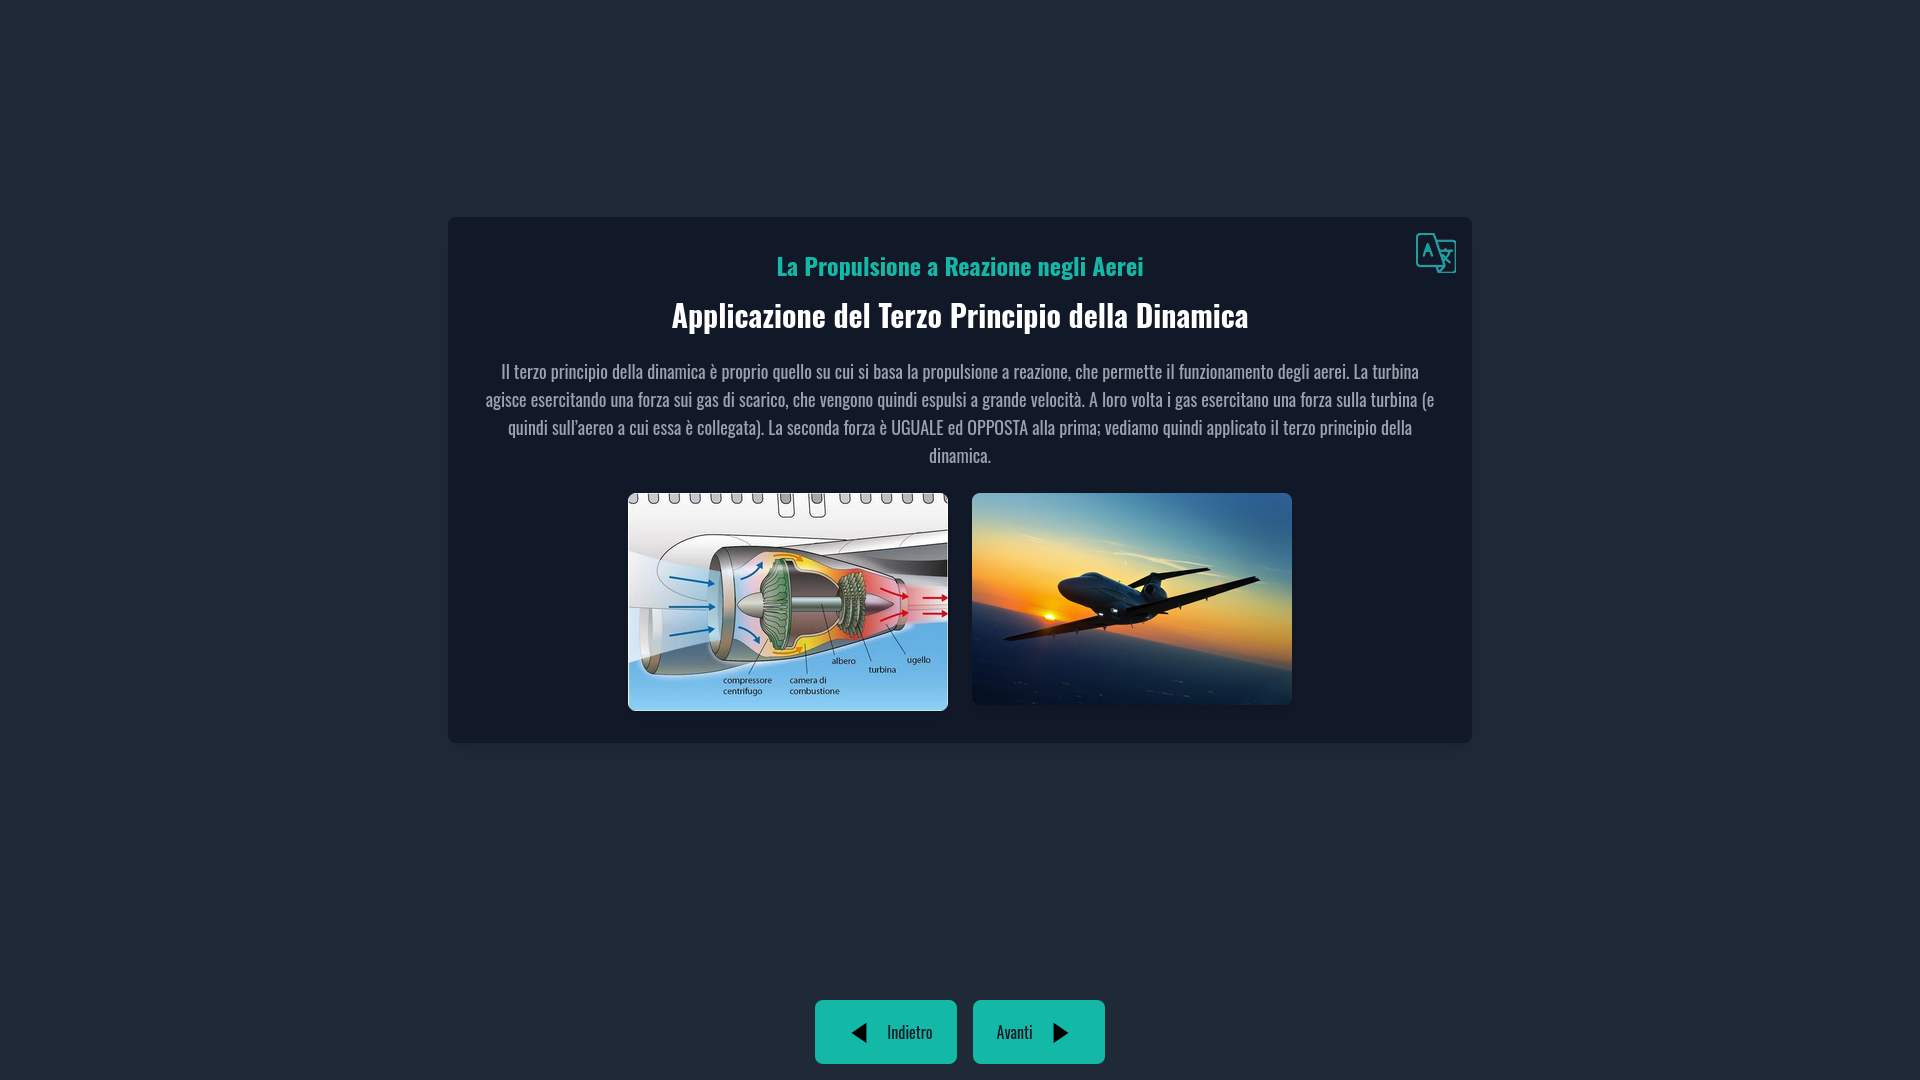 La Propulsione a Reazione negli Aerei
Applicazione del Terzo Principio della Dinamica
Il terzo principio della dinamica è proprio quello su cui si basa la propulsione a reazione, che permette il funzionamento degli aerei. La turbina
agisce esercitando una forza sui gas di scarico, che vengono quindi espulsi a grande velocità. A loro volta i gas esercitano una forza sulla turbina (e
quindi sull'aereo a cui essa è collegata). La seconda forza è UGUALE ed OPPOSTA alla prima; vediamo quindi applicato il terzo principio della
dinamica.
albero
ugello
turbina
compressore
centrifugo
camera di
combustione
Indietro
Avanti